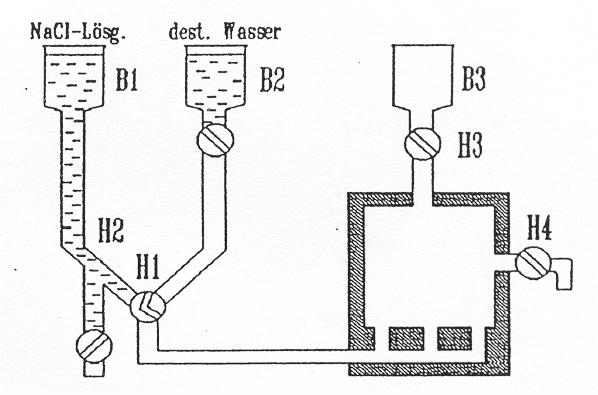 NaCl-Lösg. dest. Wasser
B1 B2 B3
H3
H2 H1 H4